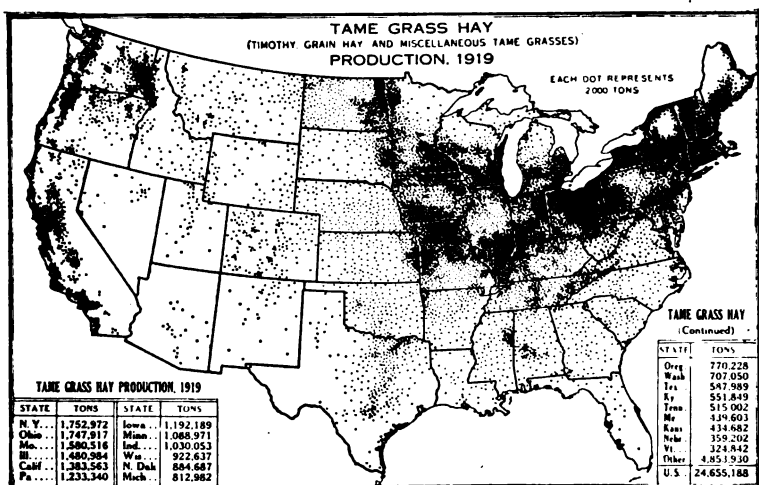 TAME GRASS HAY
(TIMOTHY, GRAIN HAY AND MISCELLANEOUS TAME GRASSES)
PRODUCTION, 1919
EACH DOT REPRESENTS
2000 TONS
TAME GRASS HAY PRODUCTION, 1919
STATE TONS STATE TONS
N. Y. 1,752,972 Iowa 1,192,189
Ohio 1,747,917 Minn. 1,088,971
Mo. 1,580,516 Ind. 1,030,053
Ill. 1,480,984 Wis 922,637
Calif 1,383,563 N. Dak 884,687
Pa 1,233,340 Mich 812,982
TAME GRASS HAY
(Continued)
STATE TONS
Oreg 770,228
Wash 707,050
Tex 587,989
Ky 551,849
Tenn. 515,002
Me 439,603
Kans 434,682
Nebr 359,202
Vt. 324,842
Other 4,853,930
U.S. 24,655,188